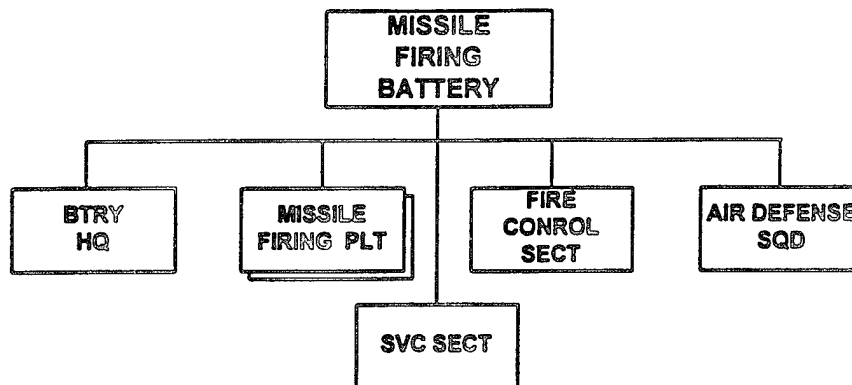 MISSILE
FIRING
BATTERY
BTRY
HQ
MISSILE
FIRING PLT
FIRE
CONROL
SECT
AIR DEFENSE
SQD
SVC SECT